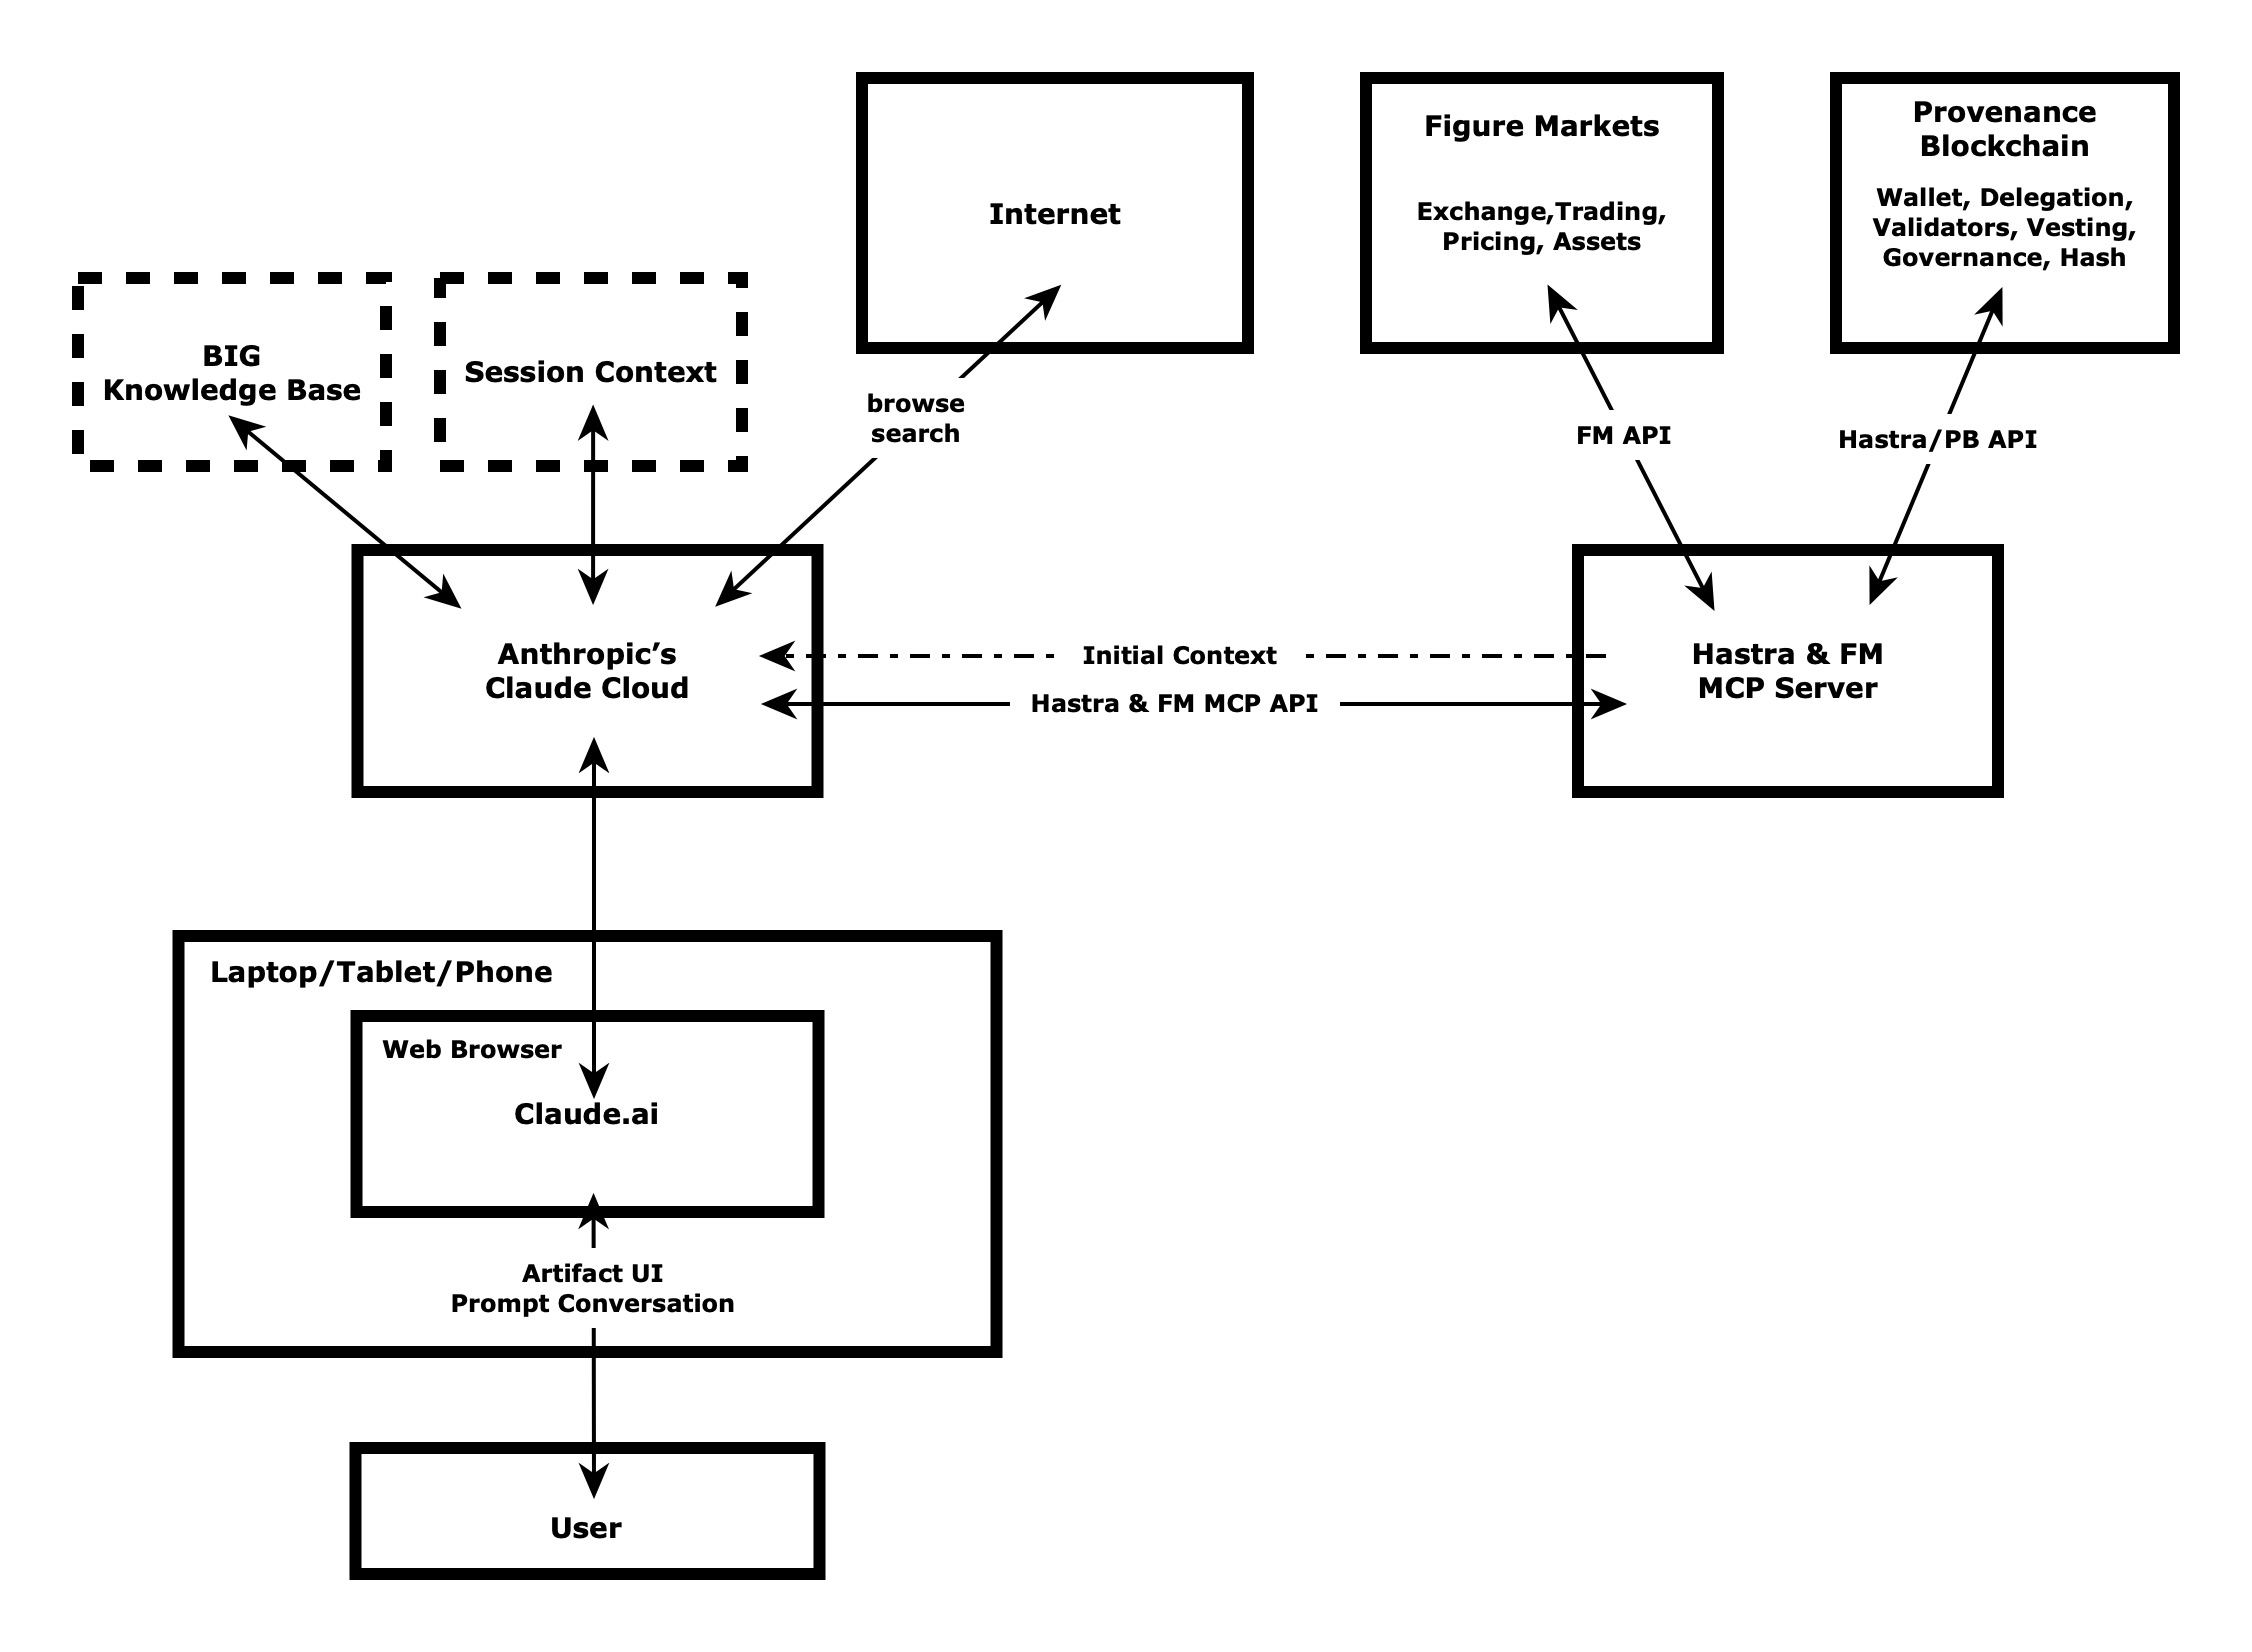 Internet
Figure Markets
Exchange,Trading,
Pricing, Assets
Provenance
Blockchain
Wallet, Delegation,
Validators, Vesting,
Governance, Hash
BIG
Knowledge Base
Session Context
browse
search
FM API
Hastra/PB API
Anthropic’s
Claude Cloud
Initial Context
Hastra & FM MCP API
Hastra & FM
MCP Server
Laptop/Tablet/Phone
Web Browser
Claude.ai
Artifact UI
Prompt Conversation
User